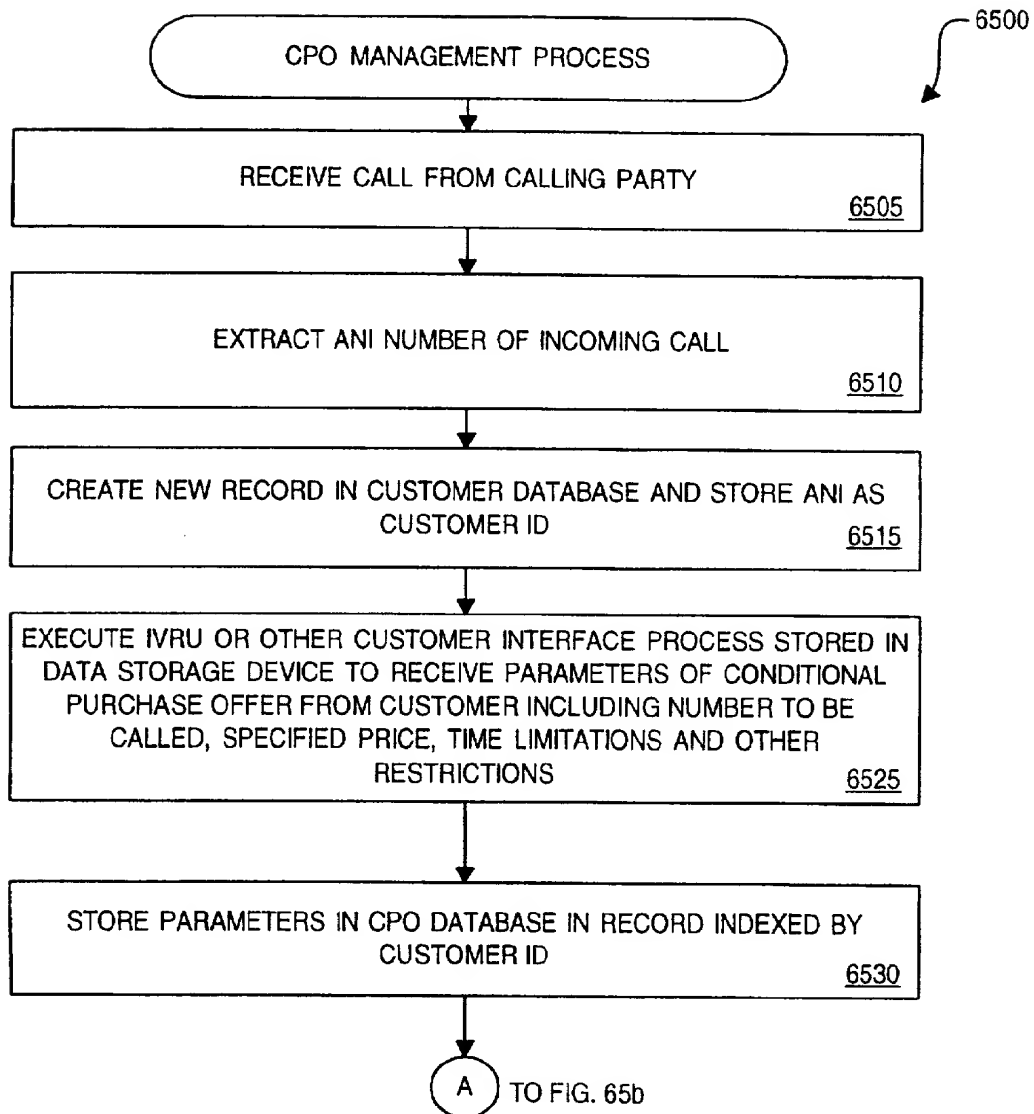 6500
CPO MANAGEMENT PROCESS
RECEIVE CALL FROM CALLING PARTY
6505
EXTRACT ANI NUMBER OF INCOMING CALL
6510
CREATE NEW RECORD IN CUSTOMER DATABASE AND STORE ANI AS
CUSTOMER ID
6515
EXECUTE IVRU OR OTHER CUSTOMER INTERFACE PROCESS STORED IN
DATA STORAGE DEVICE TO RECEIVE PARAMETERS OF CONDITIONAL
PURCHASE OFFER FROM CUSTOMER INCLUDING NUMBER TO BE
CALLED, SPECIFIED PRICE, TIME LIMITATIONS AND OTHER
RESTRICTIONS
6525
STORE PARAMETERS IN CPO DATABASE IN RECORD INDEXED BY
CUSTOMER ID
6530
A TO FIG. 65b